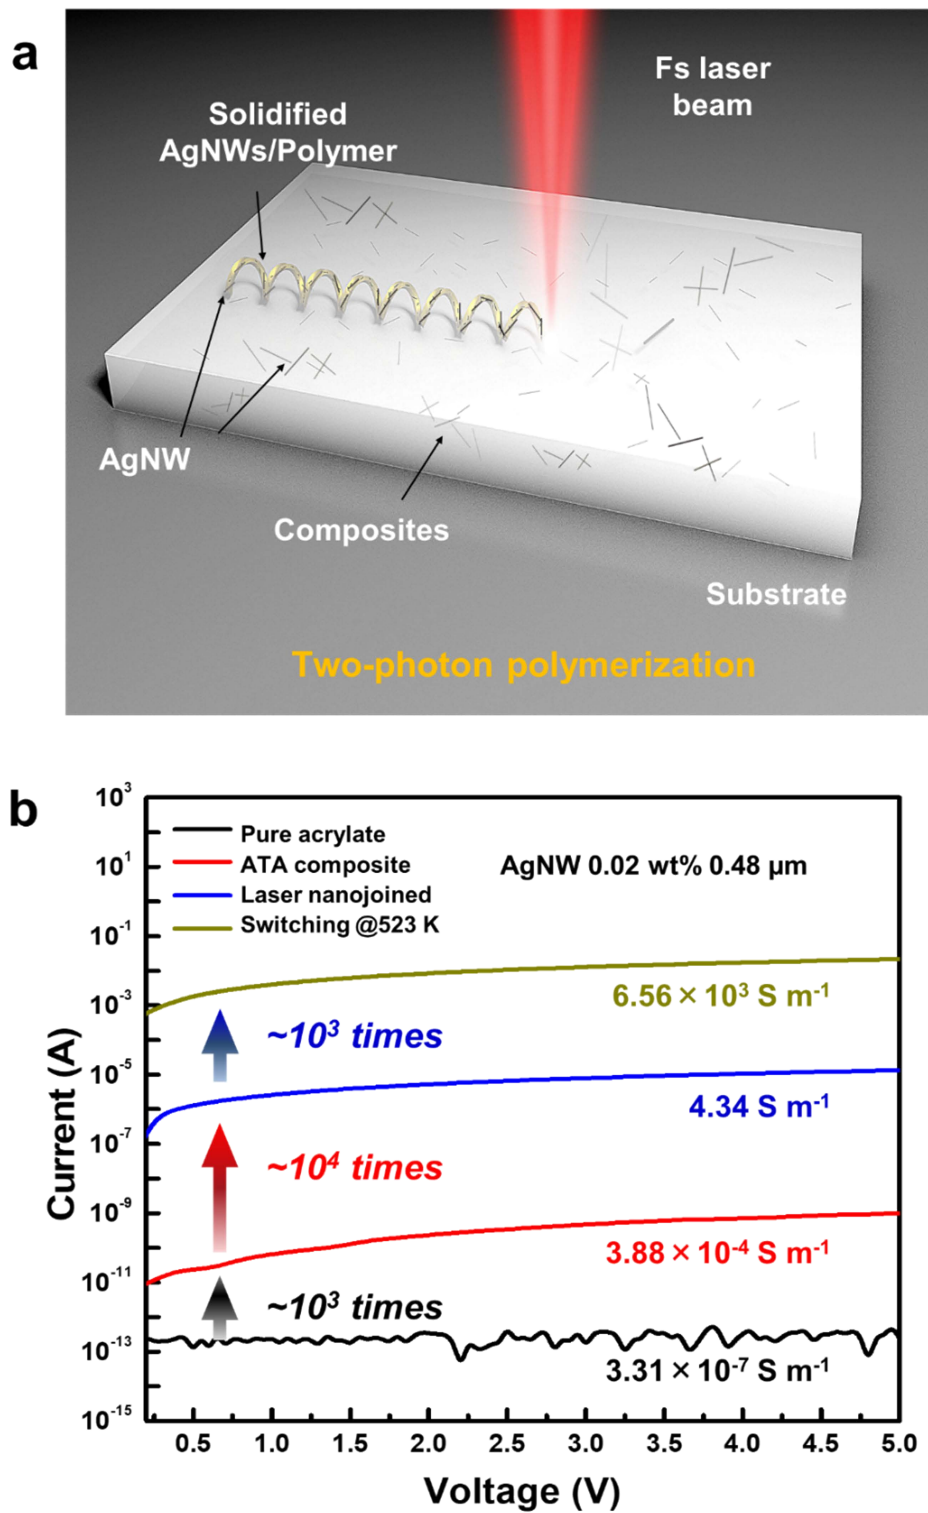 a
Fs laser
beam
Solidified
AgNWs/Polymer
AgNW
Composites
Substrate
Two-photon polymerization
b
Pure acrylate
ATA composite
Laser nanojoined
Switching @523 K
AgNW 0.02 wt% 0.48 μm
10³
10¹
10⁻¹
10⁻³
10⁻⁵
10⁻⁷
10⁻⁹
10⁻¹¹
10⁻¹³
10⁻¹⁵
Current (A)
6.56 × 10³ S m⁻¹
~10³ times
4.34 S m⁻¹
~10⁴ times
3.88 × 10⁻⁴ S m⁻¹
~10³ times
3.31 × 10⁻⁷ S m⁻¹
0.5 1.0 1.5 2.0 2.5 3.0 3.5 4.0 4.5 5.0
Voltage (V)